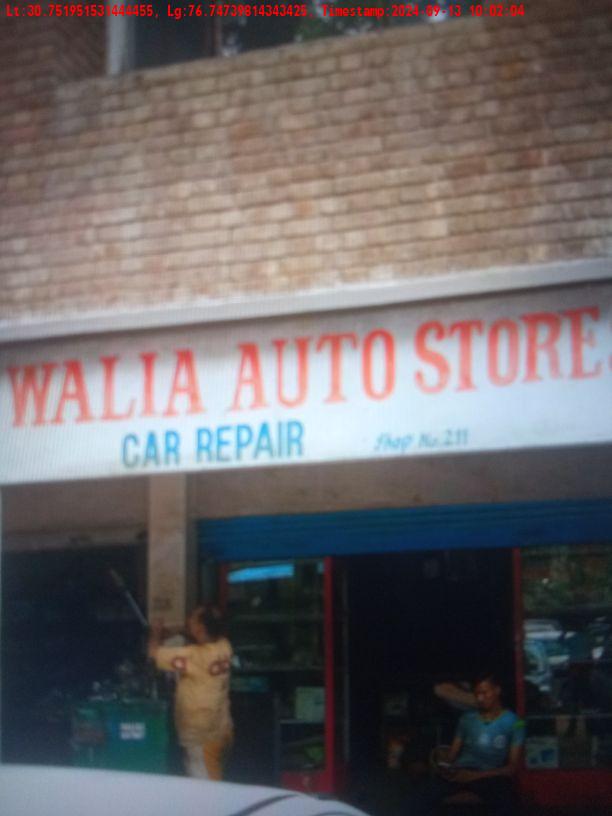 Lt:30.751951531444455, Lg:76.74739814343425, Timestamp:2024-09-13 10:02:04
WALIA AUTO STORE
CAR REPAIR Shop No. 211